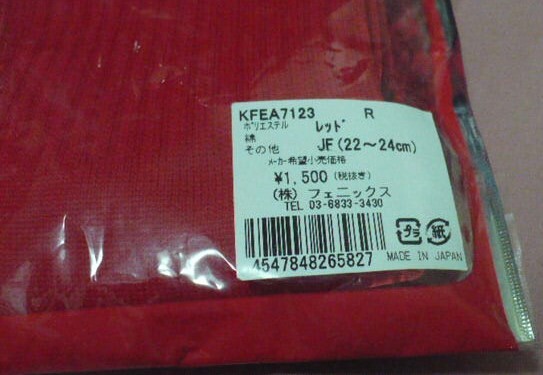 KFEA7123 R
ポリエステル レッド
綿
その他 JF(22～24cm)
メーカー希望小売価格
¥1,500(税抜き)
(株) フェニックス
TEL 03-6833-3430
プラ 紙
4547848265827 MADE IN JAPAN